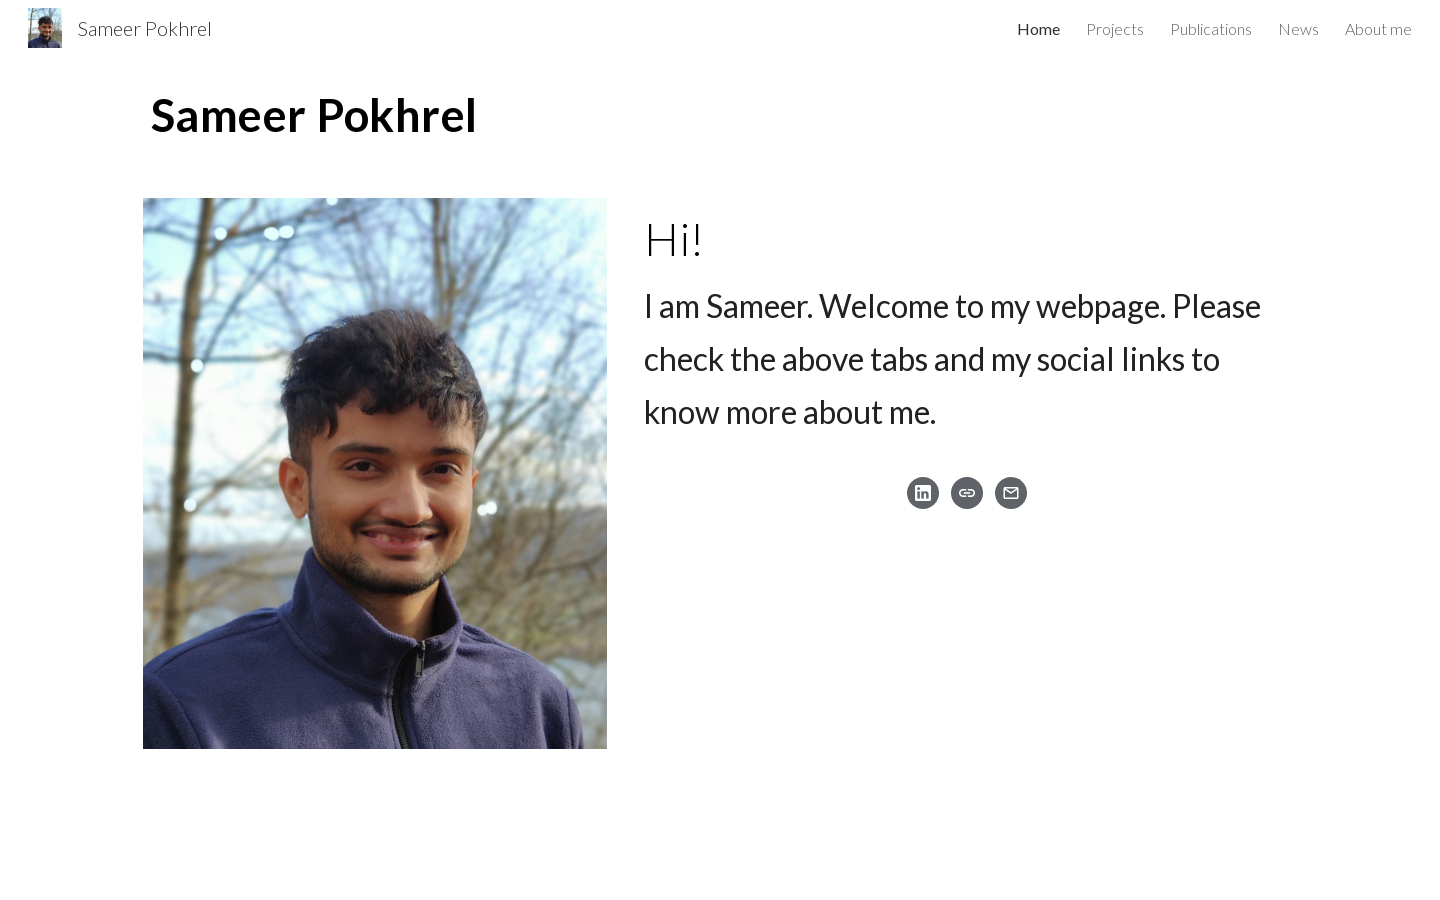 Sameer Pokhrel
Home Projects Publications News About me
Sameer Pokhrel
Hi!
I am Sameer. Welcome to my webpage. Please
check the above tabs and my social links to
know more about me.